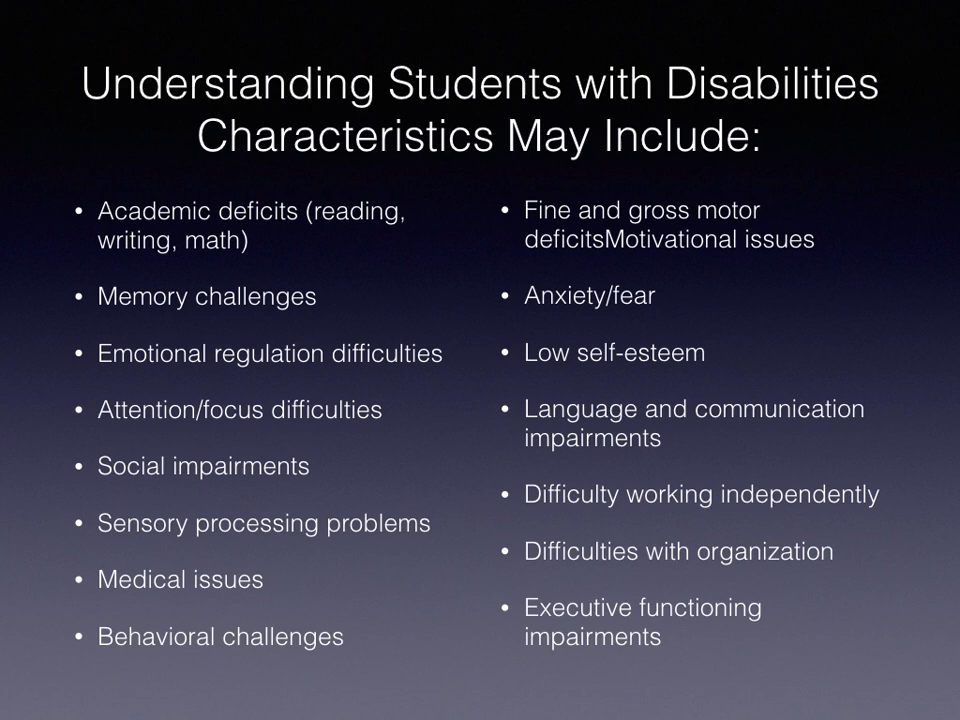 Understanding Students with Disabilities
Characteristics May Include:
• Academic deficits (reading,
writing, math)
• Memory challenges
• Emotional regulation difficulties
• Attention/focus difficulties
• Social impairments
• Sensory processing problems
• Medical issues
• Behavioral challenges
• Fine and gross motor
deficitsMotivational issues
• Anxiety/fear
• Low self-esteem
• Language and communication
impairments
• Difficulty working independently
• Difficulties with organization
• Executive functioning
impairments